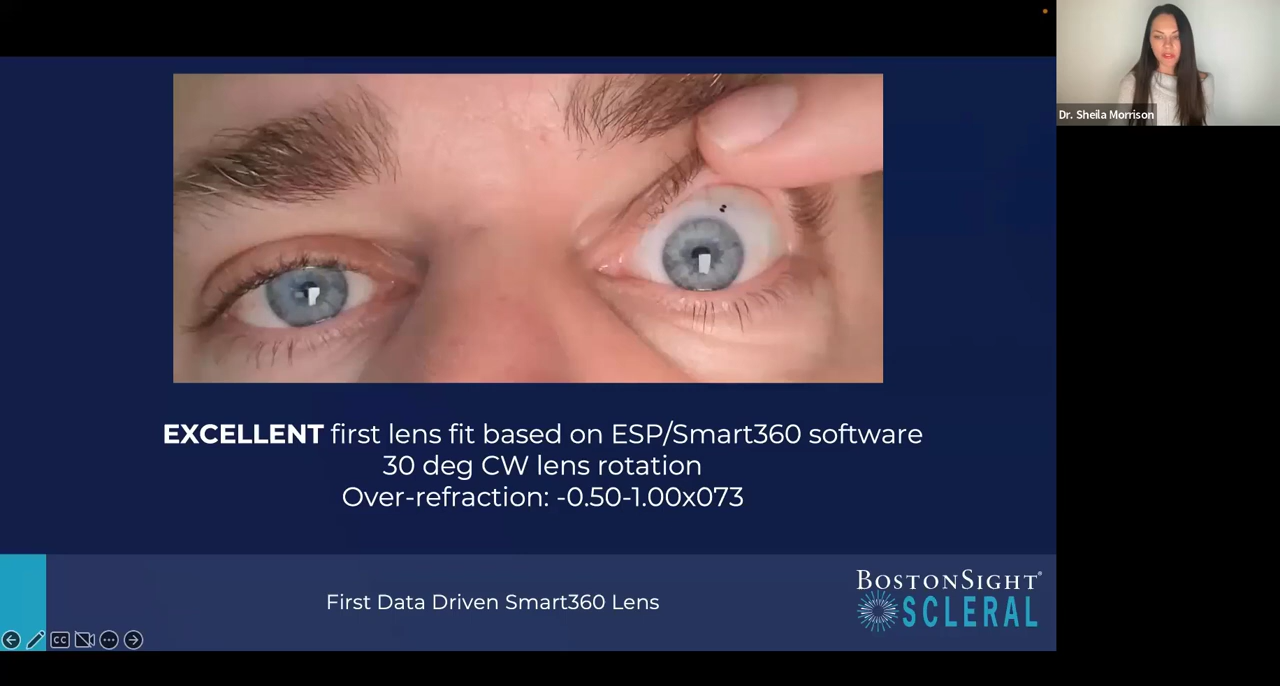 Dr. Sheila Morrison
EXCELLENT first lens fit based on ESP/Smart360 software
30 deg CW lens rotation
Over-refraction: -0.50-1.00x073
First Data Driven Smart360 Lens
BOSTONSIGHT®
SCLERAL
CC